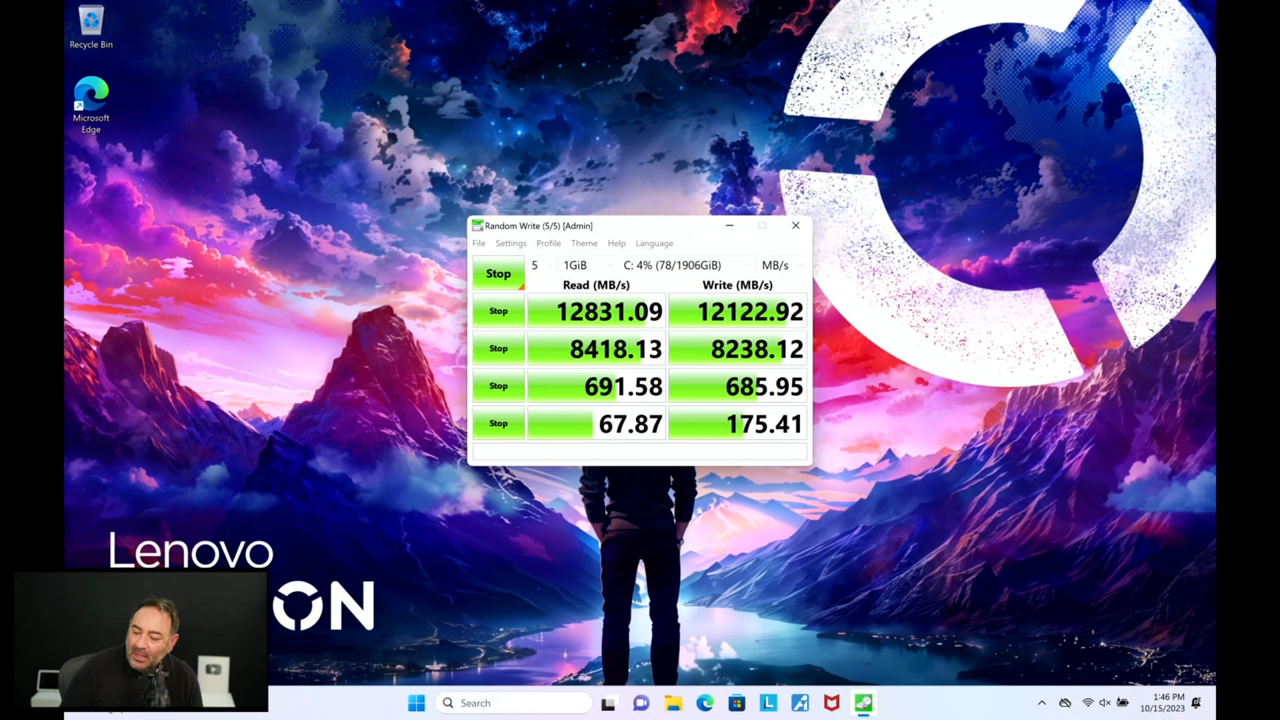 Recycle Bin
Microsoft
Edge
Random Write (5/5) [Admin]
File Settings Profile Theme Help Language
Stop 5 1GiB C: 4% (78/1906GiB) MB/s
Read (MB/s) Write (MB/s)
Stop 12831.09 12122.92
Stop 8418.13 8238.12
Stop 691.58 685.95
Stop 67.87 175.41
Lenovo
ON
Search
1:46 PM
10/15/2023